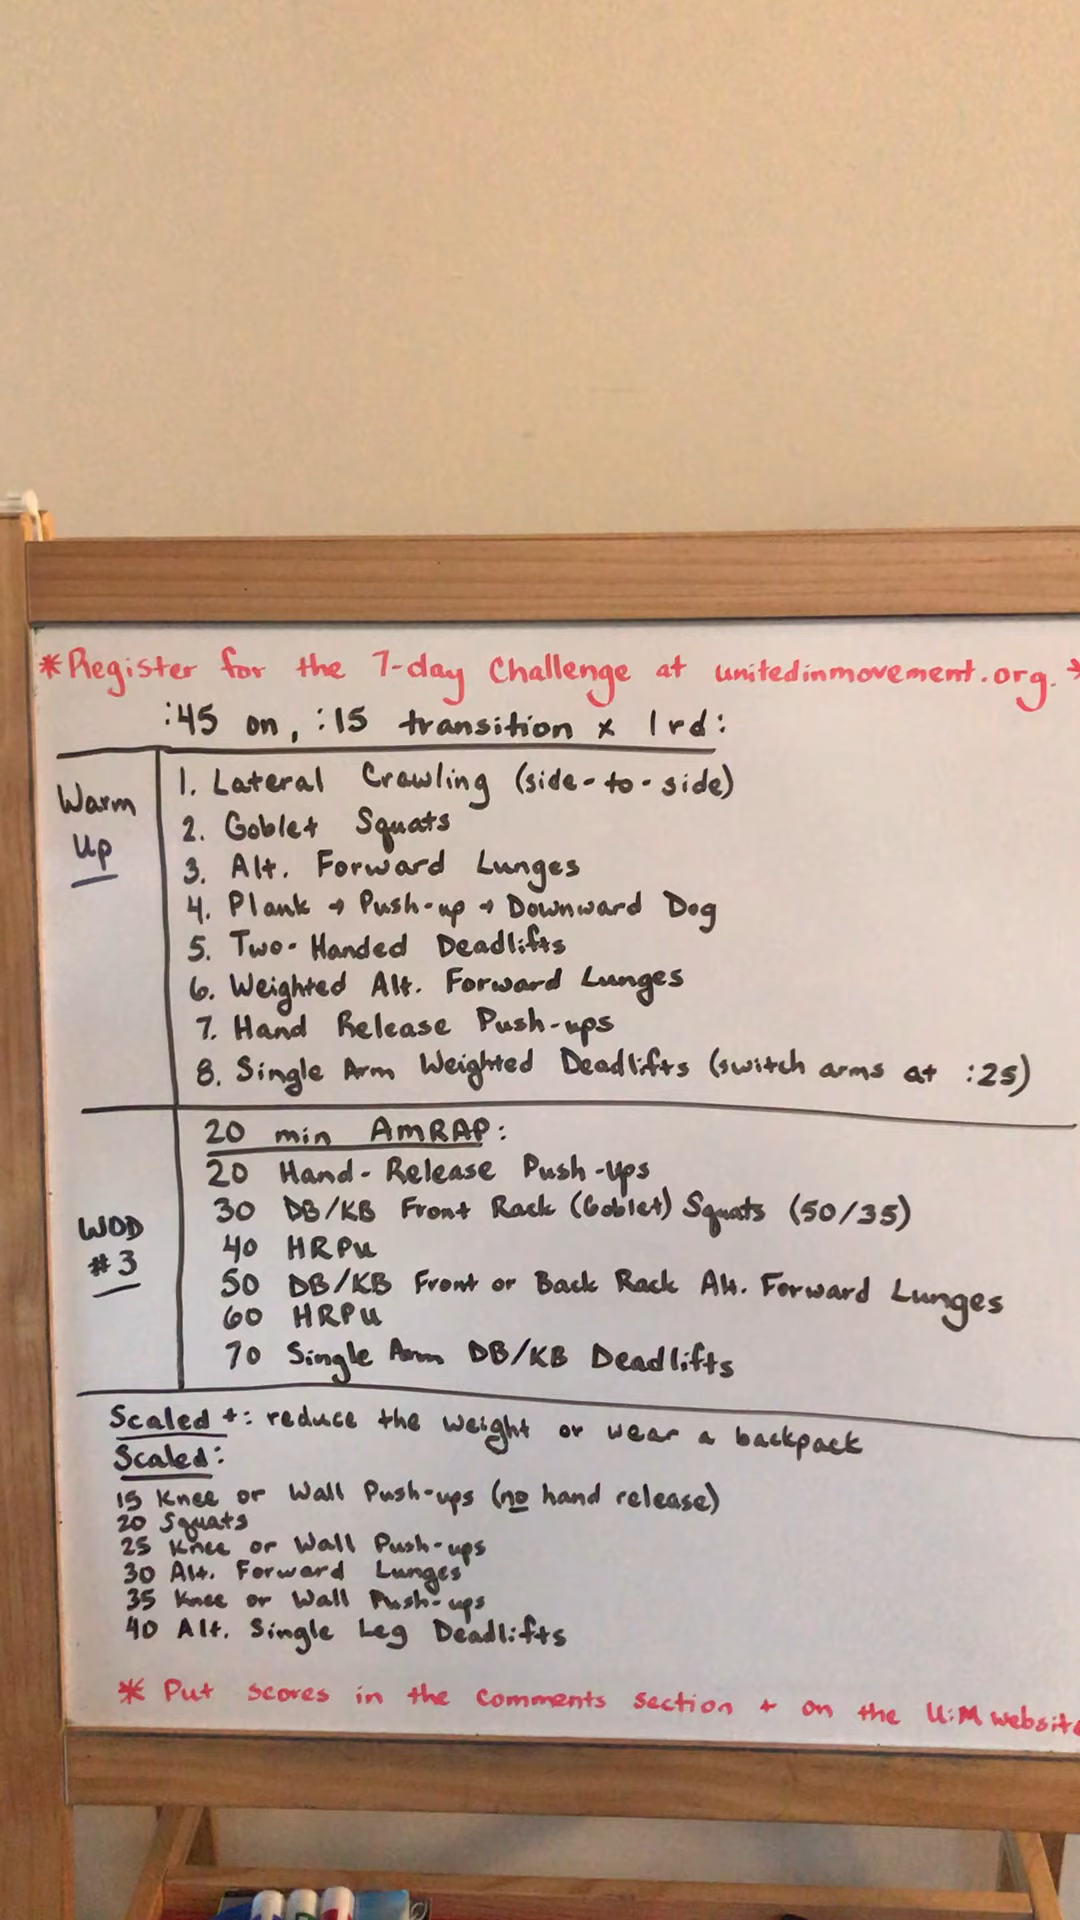 *Register for the 7-day Challenge at unitedinmovement.org. *
:45 on, :15 transition x 1 rd:
Warm Up
1. Lateral Crawling (side-to-side)
2. Goblet Squats
3. Alt. Forward Lunges
4. Plank → Push-up → Downward Dog
5. Two-Handed Deadlifts
6. Weighted Alt. Forward Lunges
7. Hand Release Push-ups
8. Single Arm Weighted Deadlifts (switch arms at :25)
WOD #3
20 min AMRAP:
20 Hand-Release Push-ups
30 DB/KB Front Rack (Goblet) Squats (50/35)
40 HRPU
50 DB/KB Front or Back Rack Alt. Forward Lunges
60 HRPU
70 Single Arm DB/KB Deadlifts
Scaled +: reduce the weight or wear a backpack
Scaled:
15 Knee or Wall Push-ups (no hand release)
20 Squats
25 Knee or Wall Push-ups
30 Alt. Forward Lunges
35 Knee or Wall Push-ups
40 Alt. Single Leg Deadlifts
* Put scores in the comments section + on the UiM website